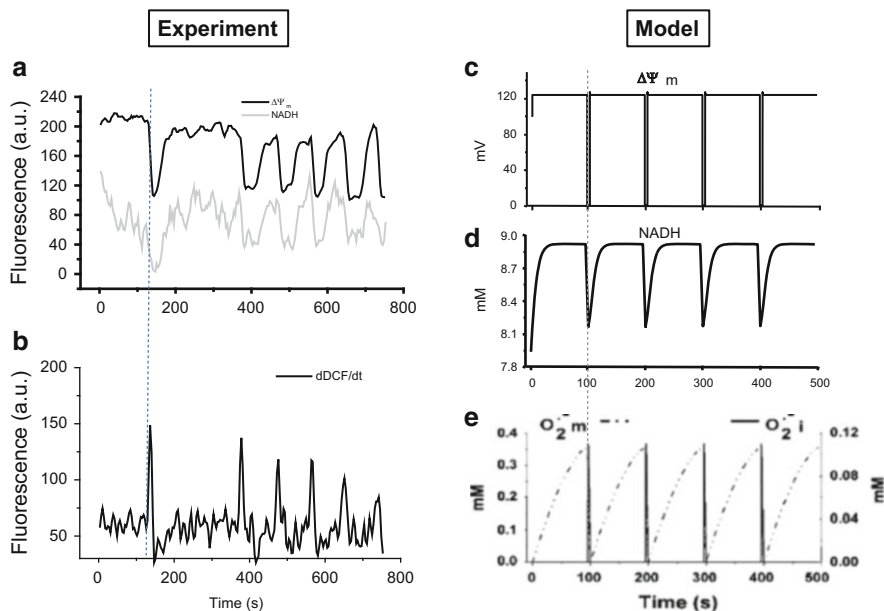 Experiment
Model
a
240
200
160
120
80
40
0
Fluorescence (a.u.)
ΔΨ m
NADH
0 200 400 600 800
b
200
150
100
50
Fluorescence (a.u.)
dDCF/dt
0 200 400 600 800
Time (s)
c
ΔΨ m
120
80
40
0
mV
d
NADH
9.0
8.7
8.4
8.1
7.8
mM
0 100 200 300 400 500
e
O2·- m
O2·- i
0.4
0.3
0.2
0.1
0.0
mM
0.12
0.08
0.04
0.00
mM
0 100 200 300 400 500
Time (s)